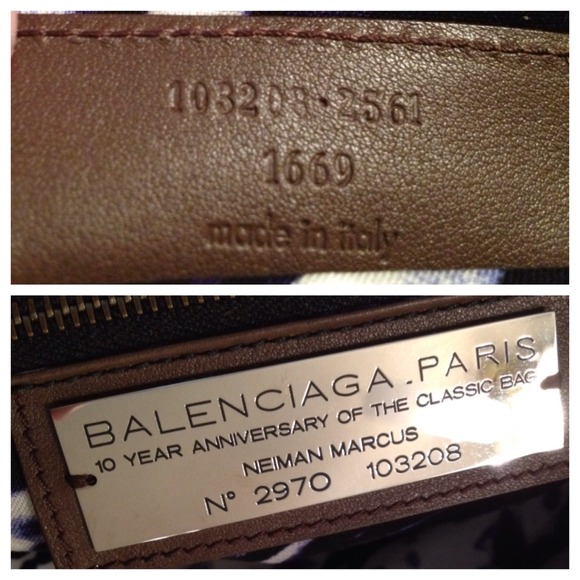 103208·2561
1669
made in italy
BALENCIAGA.PARIS
10 YEAR ANNIVERSARY OF THE CLASSIC BAG
NEIMAN MARCUS
N° 2970 103208